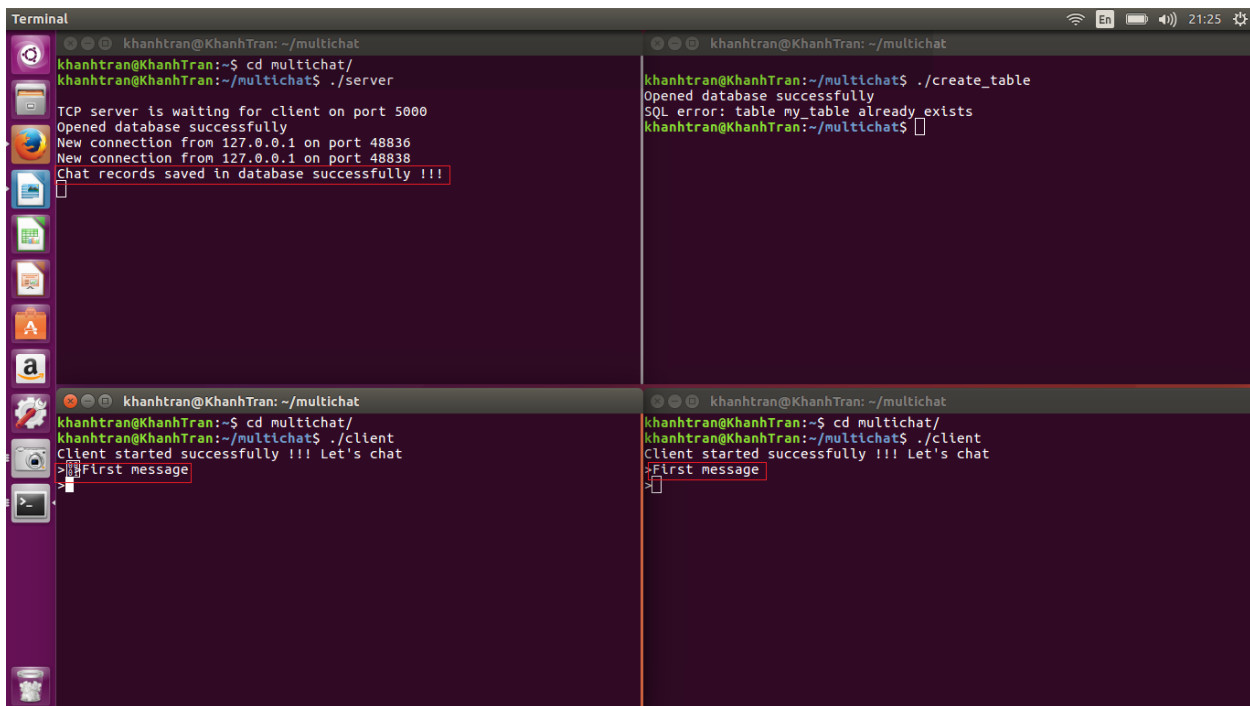 Terminal
En
21:25
khanhtran@KhanhTran: ~/multichat
khanhtran@KhanhTran:~$ cd multichat/
khanhtran@KhanhTran:~/multichat$ ./server
TCP server is waiting for client on port 5000
Opened database successfully
New connection from 127.0.0.1 on port 48836
New connection from 127.0.0.1 on port 48838
Chat records saved in database successfully !!!
khanhtran@KhanhTran: ~/multichat
khanhtran@KhanhTran:~/multichat$ ./create_table
Opened database successfully
SQL error: table my_table already exists
khanhtran@KhanhTran:~/multichat$
khanhtran@KhanhTran: ~/multichat
khanhtran@KhanhTran:~$ cd multichat/
khanhtran@KhanhTran:~/multichat$ ./client
Client started successfully !!! Let's chat
>First message
>
khanhtran@KhanhTran: ~/multichat
khanhtran@KhanhTran:~$ cd multichat/
khanhtran@KhanhTran:~/multichat$ ./client
Client started successfully !!! Let's chat
>First message
>